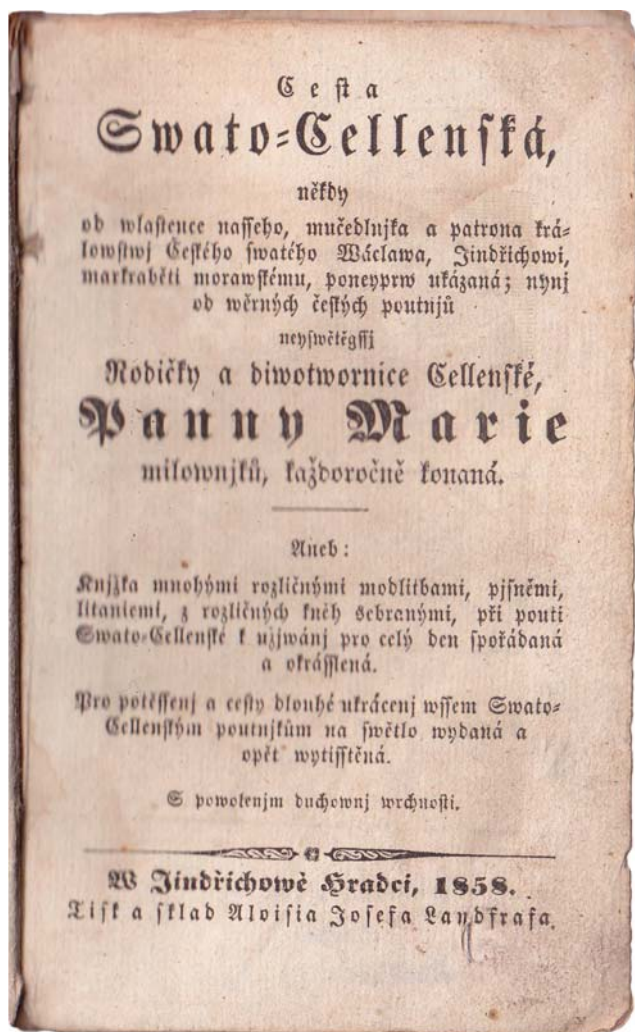 Cesta
Swato-Cellenská,
někdy
od wlastence nasseho, mučedlnjka a patrona krá-
lowstwj Českého swatého Wáclawa, Jindřichowi,
markraběti morawskému, poneyprw ukázaná; nynj
od wěrných českých poutnjů
neyswětěgssj
Rodičky a diwotwornice Cellenské,
Panny Marie
milownjků, každoročně konaná.
Aneb:
Knjžka mnohými rozličnými modlitbami, pjsněmi,
litaniemi, z rozličných kněh sebranými, při pouti
Swato-Cellenské k užjwánj pro celý den spořádaná
a okrásslená.
Pro potěssenj a cesty dlouhé ukrácenj wssem Swato-
Cellenským poutnjkům na swětlo wydaná a
opět wytisstěná.
S powolenjm duchownj wrchnosti.
W Jindřichowě Hradci, 1858.
Tisk a sklad Aloisia Josefa Landfrasa.